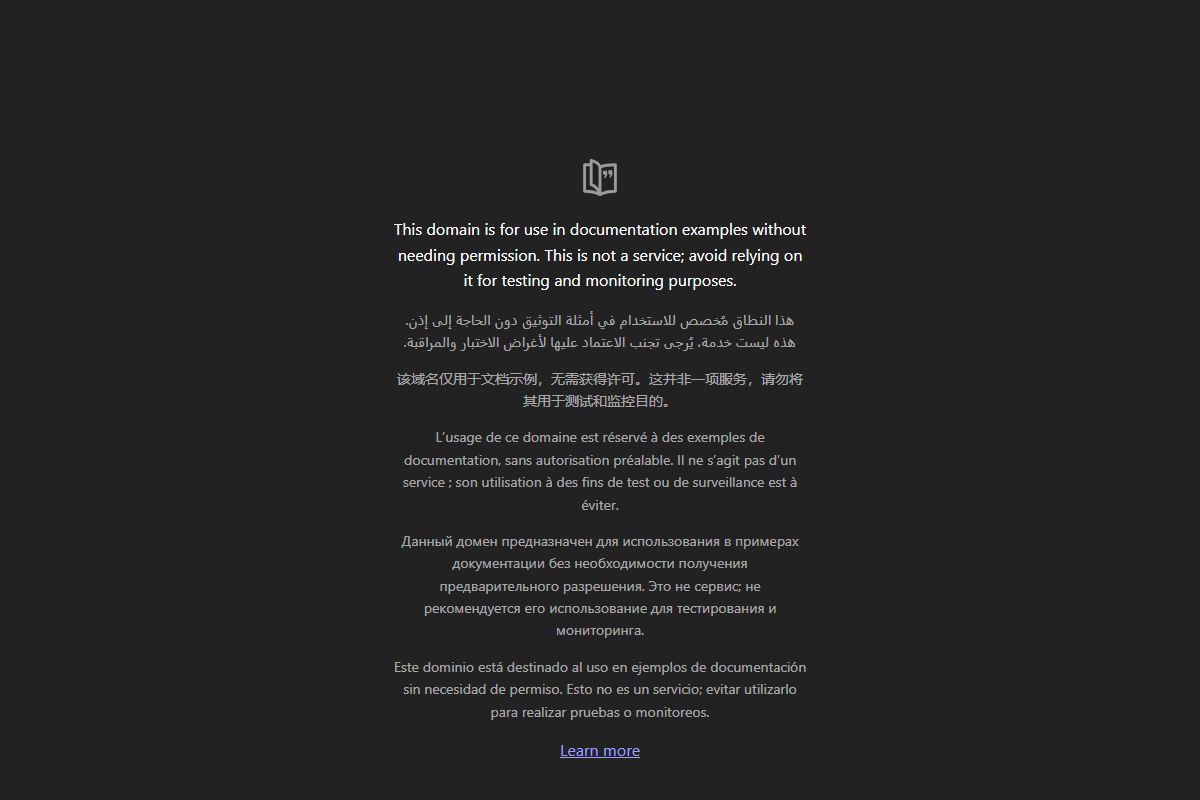 This domain is for use in documentation examples without
needing permission. This is not a service; avoid relying on
it for testing and monitoring purposes.
هذا النطاق مُخصص للاستخدام في أمثلة التوثيق دون الحاجة إلى إذن.
هذه ليست خدمة، يُرجى تجنب الاعتماد عليها لأغراض الاختبار والمراقبة.
该域名仅用于文档示例，无需获得许可。这并非一项服务，请勿将
其用于测试和监控目的。
L’usage de ce domaine est réservé à des exemples de
documentation, sans autorisation préalable. Il ne s’agit pas d’un
service ; son utilisation à des fins de test ou de surveillance est à
éviter.
Данный домен предназначен для использования в примерах
документации без необходимости получения
предварительного разрешения. Это не сервис; не
рекомендуется его использование для тестирования и
мониторинга.
Este dominio está destinado al uso en ejemplos de documentación
sin necesidad de permiso. Esto no es un servicio; evitar utilizarlo
para realizar pruebas o monitoreos.
Learn more